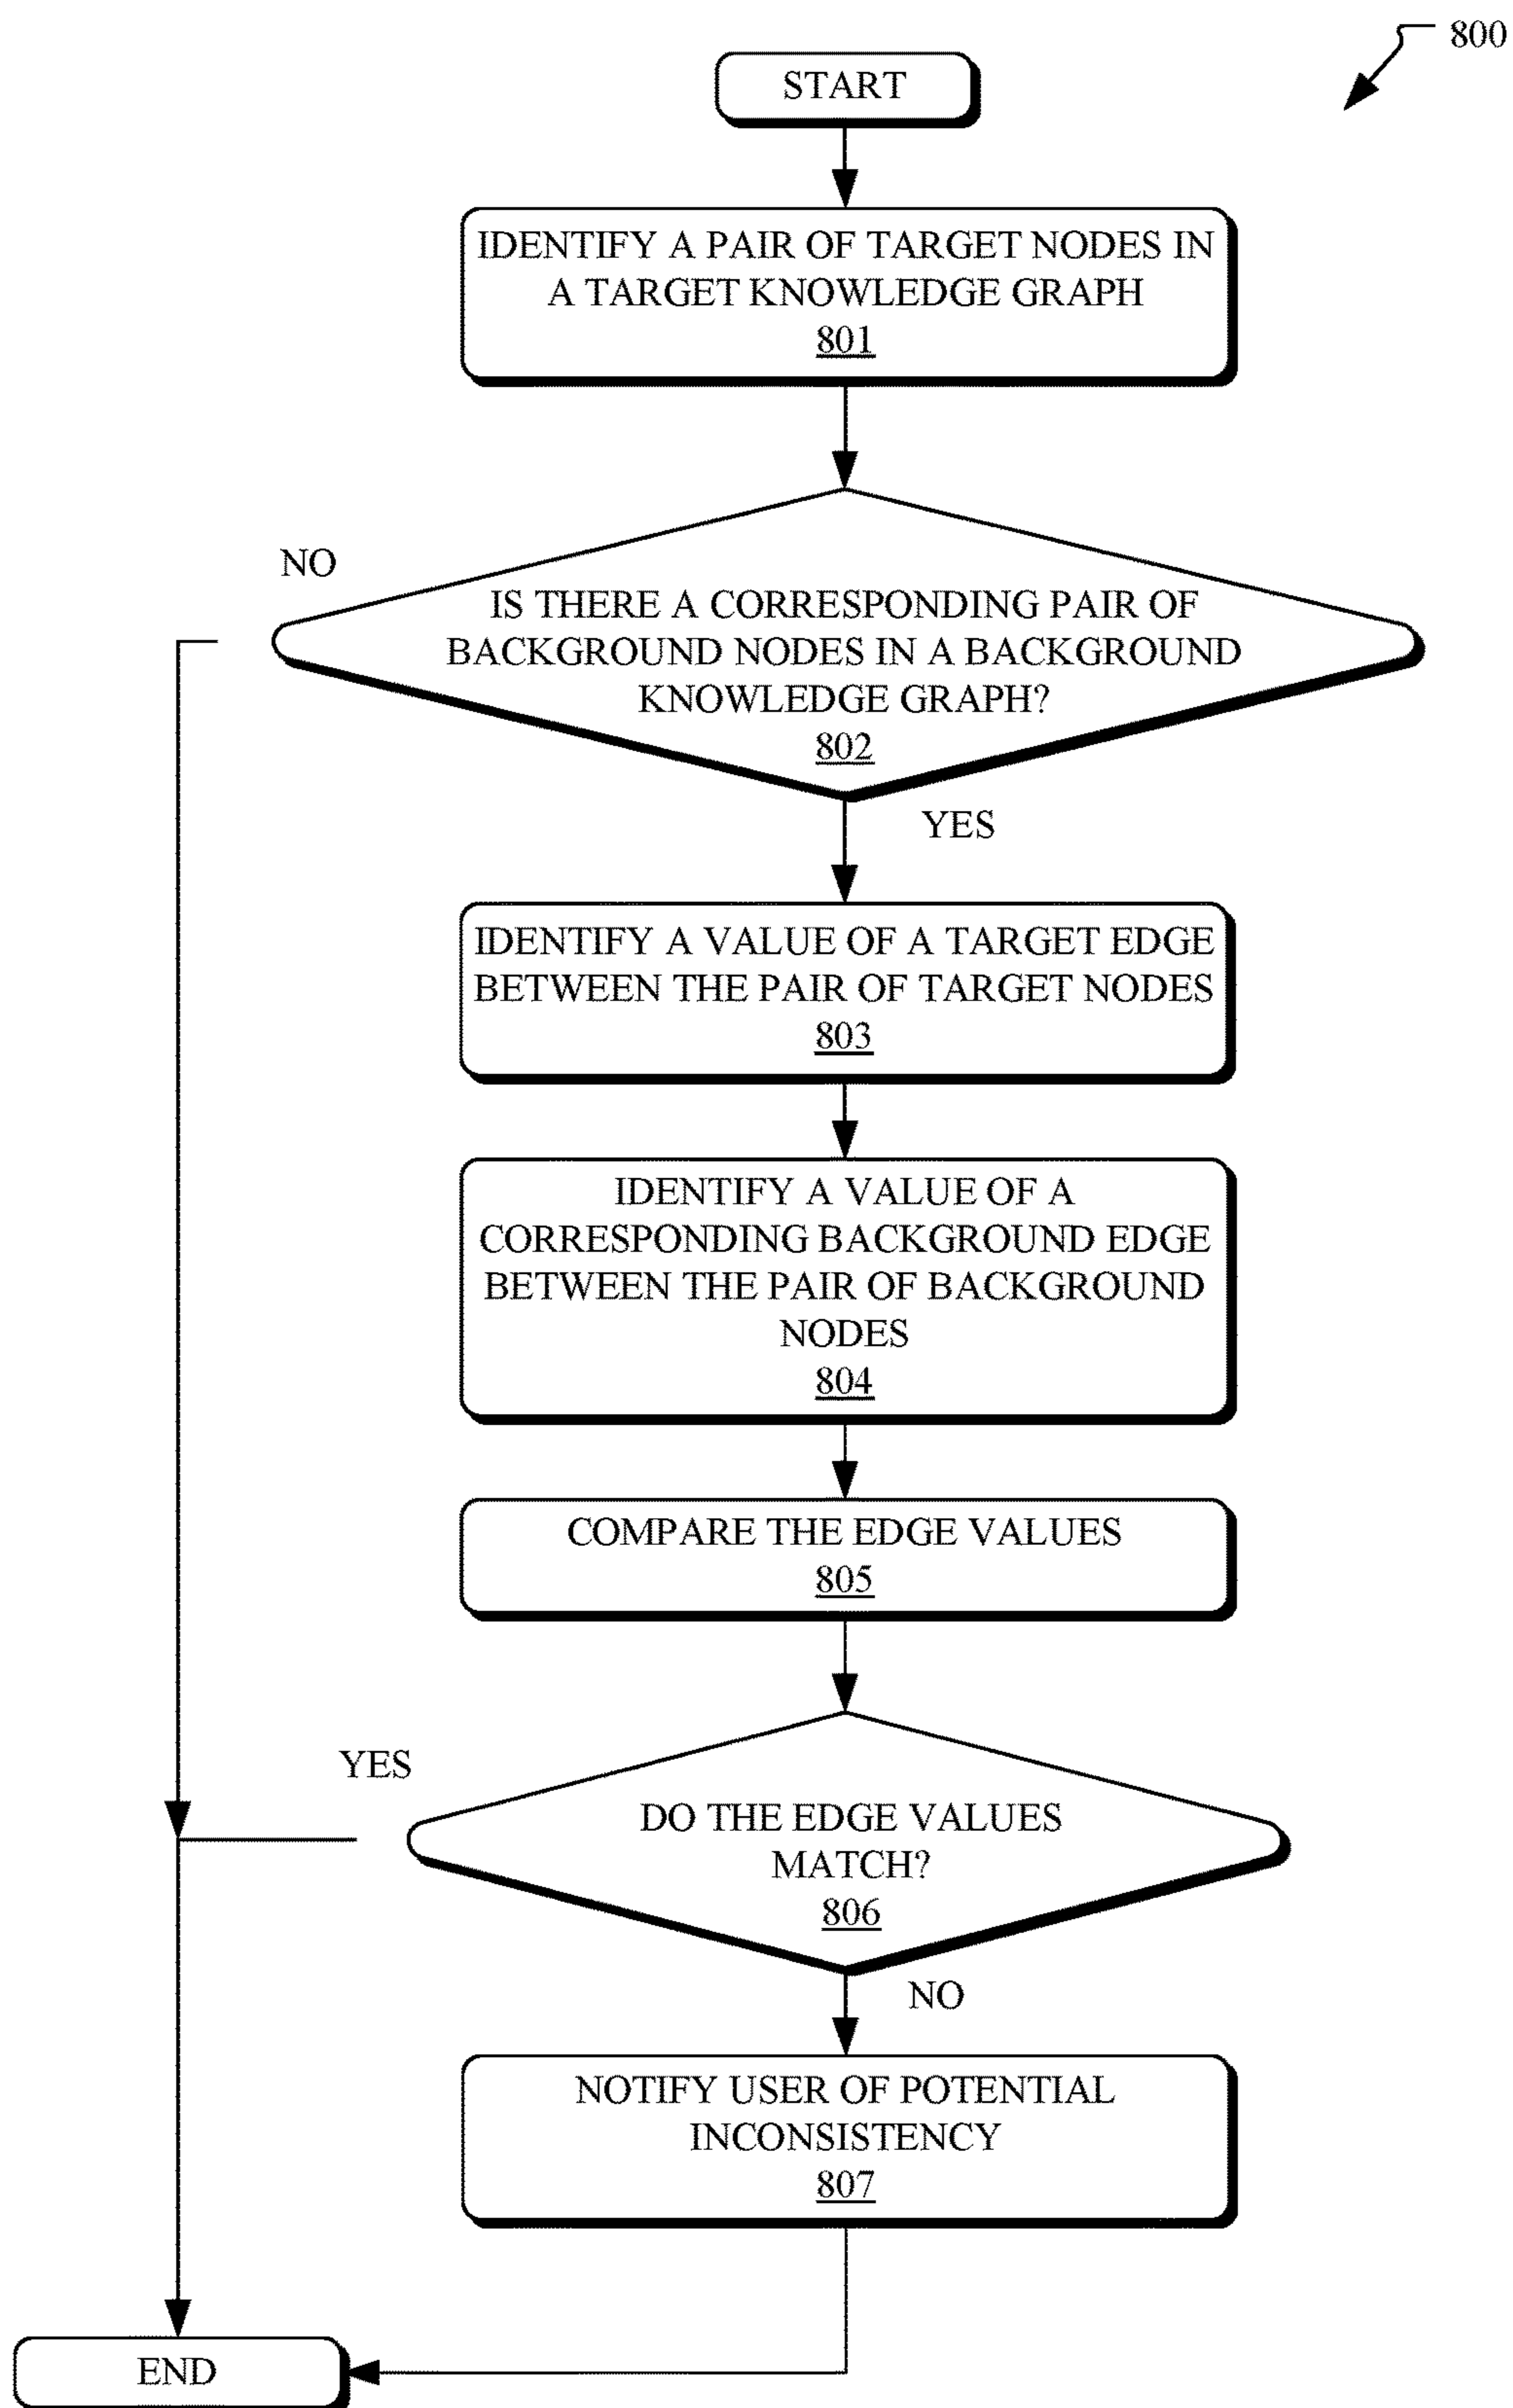 800
START
IDENTIFY A PAIR OF TARGET NODES IN
A TARGET KNOWLEDGE GRAPH
801
NO
IS THERE A CORRESPONDING PAIR OF
BACKGROUND NODES IN A BACKGROUND
KNOWLEDGE GRAPH?
802
YES
IDENTIFY A VALUE OF A TARGET EDGE
BETWEEN THE PAIR OF TARGET NODES
803
IDENTIFY A VALUE OF A
CORRESPONDING BACKGROUND EDGE
BETWEEN THE PAIR OF BACKGROUND
NODES
804
COMPARE THE EDGE VALUES
805
YES
DO THE EDGE VALUES
MATCH?
806
NO
NOTIFY USER OF POTENTIAL
INCONSISTENCY
807
END